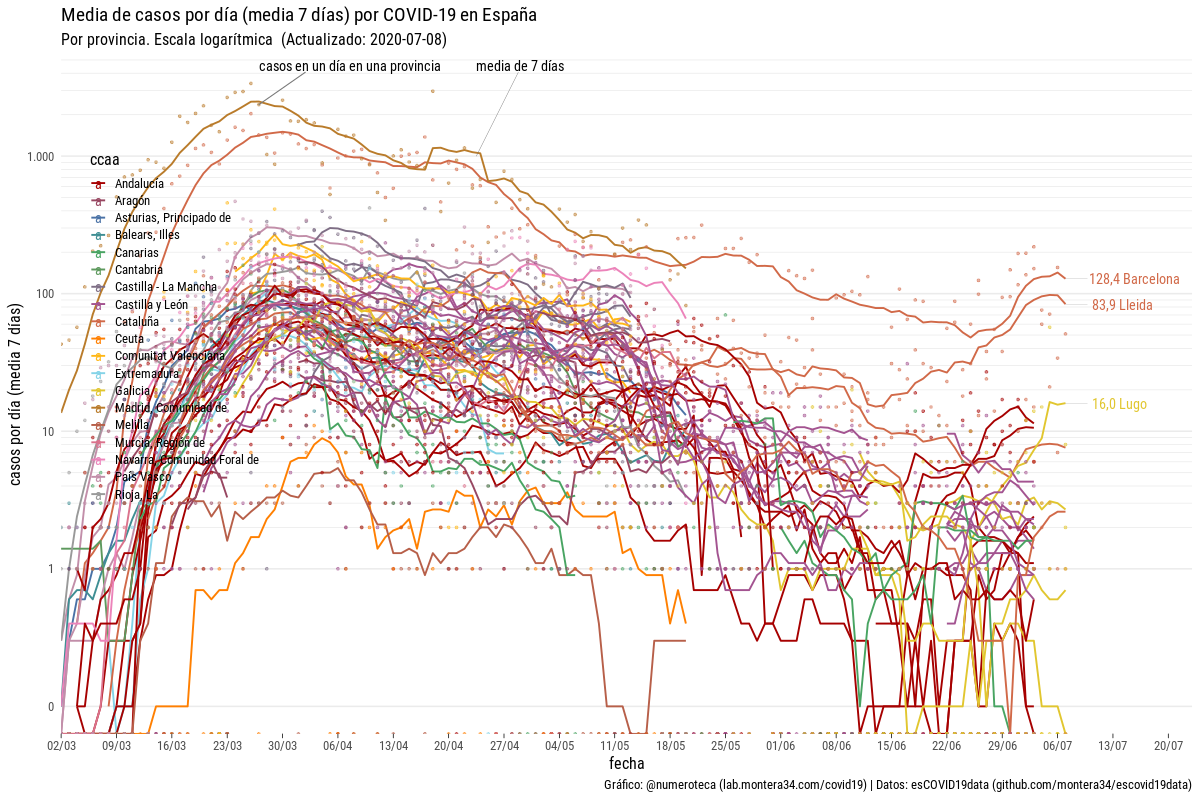 Media de casos por día (media 7 días) por COVID-19 en España
Por provincia. Escala logarítmica (Actualizado: 2020-07-08)
casos en un día en una provincia
media de 7 días
casos por día (media 7 días)
1.000
100
10
1
0
ccaa
Andalucía
Aragón
Asturias, Principado de
Balears, Illes
Canarias
Cantabria
Castilla - La Mancha
Castilla y León
Cataluña
Ceuta
Comunitat Valenciana
Extremadura
Galicia
Madrid, Comunidad de
Melilla
Murcia, Región de
Navarra, Comunidad Foral de
País Vasco
Rioja, La
128,4 Barcelona
83,9 Lleida
16,0 Lugo
02/03 09/03 16/03 23/03 30/03 06/04 13/04 20/04 27/04 04/05 11/05 18/05 25/05 01/06 08/06 15/06 22/06 29/06 06/07 13/07 20/07
fecha
Gráfico: @numeroteca (lab.montera34.com/covid19) | Datos: esCOVID19data (github.com/montera34/escovid19data)